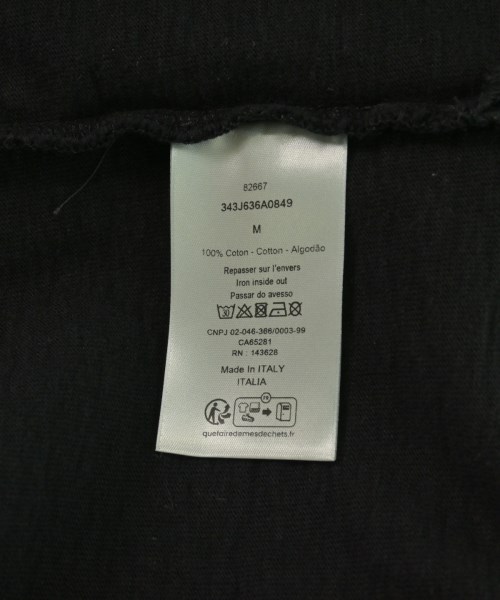 82667
343J636A0849
M
100% Coton - Cotton - Algodão
Repasser sur l'envers
Iron inside out
Passar do avesso
CNPJ 02-046-366/0003-99
CA65281
RN : 143628
Made In ITALY
ITALIA
quefairedemesdechets.fr